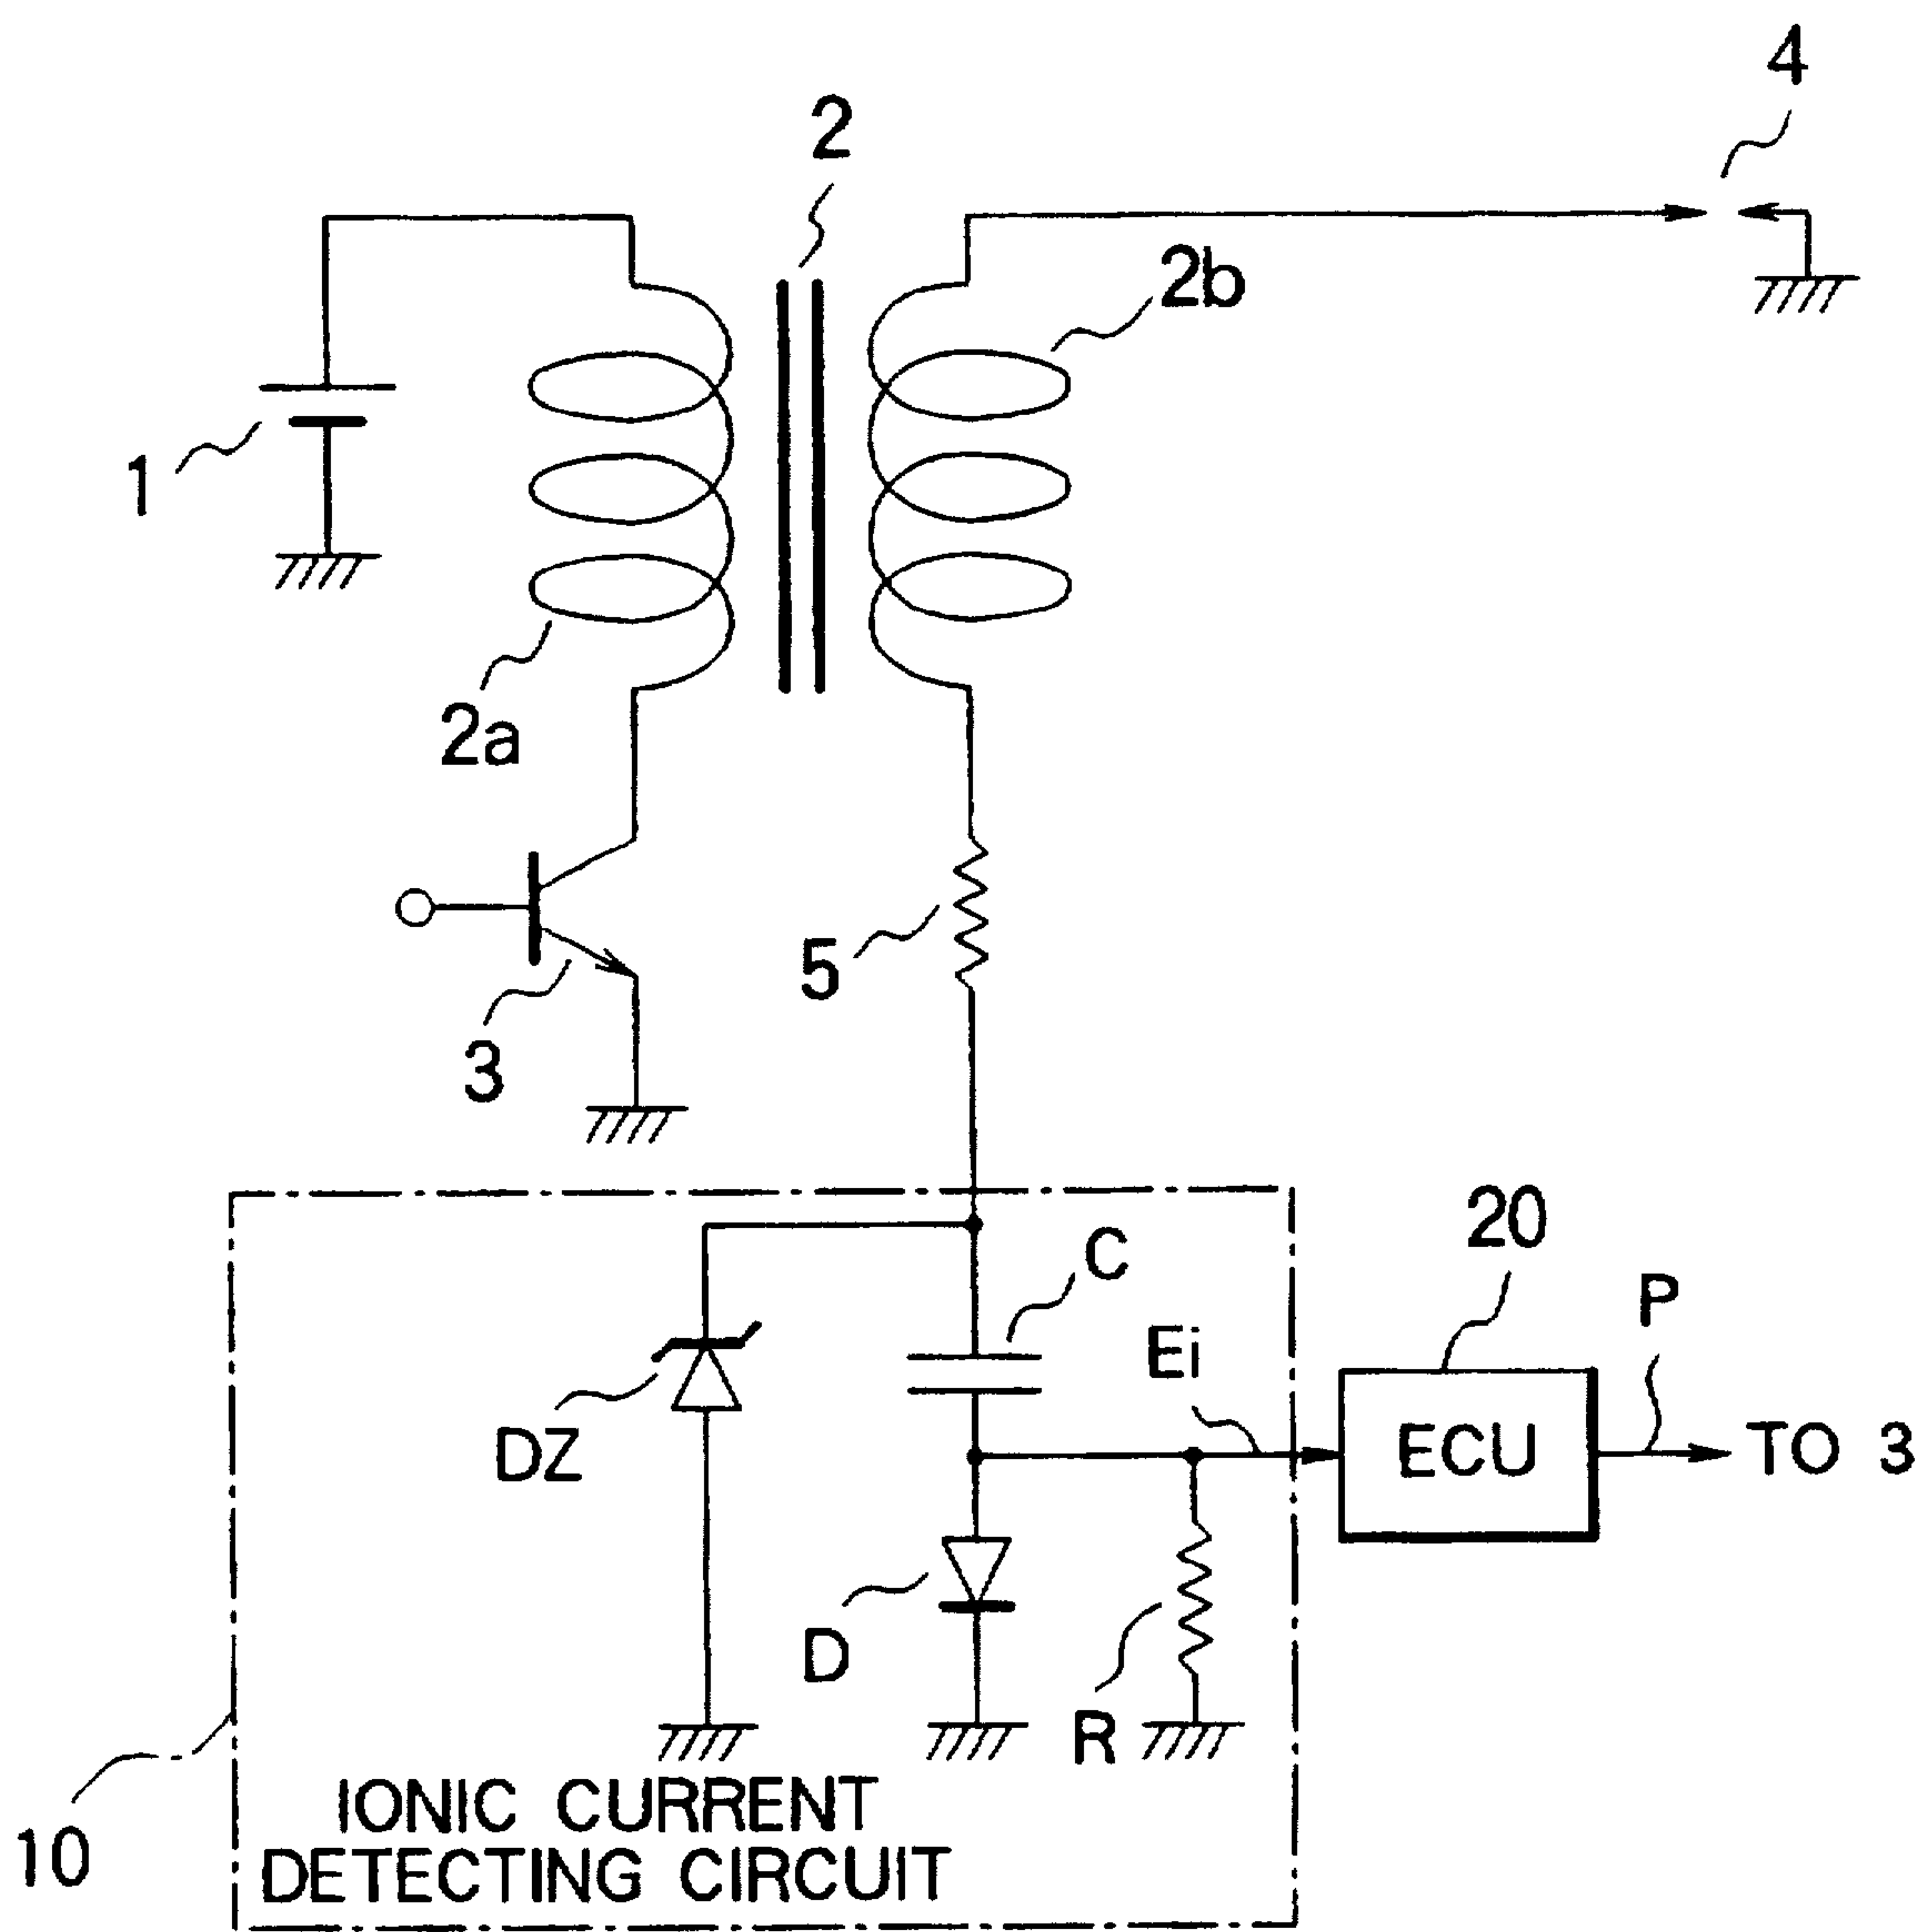 4
2
2b
1
2a
5
3
20
C
P
Ei
DZ
ECU
TO 3
D
R
10
IONIC CURRENT
DETECTING CIRCUIT